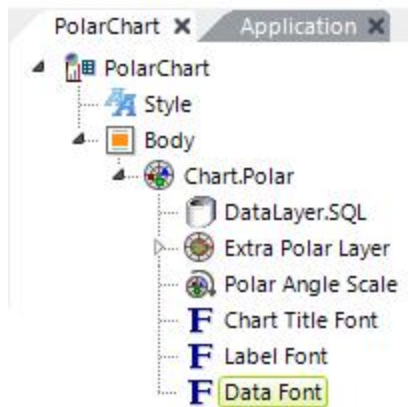 PolarChart Application
PolarChart
Style
Body
Chart.Polar
DataLayer.SQL
Extra Polar Layer
Polar Angle Scale
F Chart Title Font
F Label Font
F Data Font